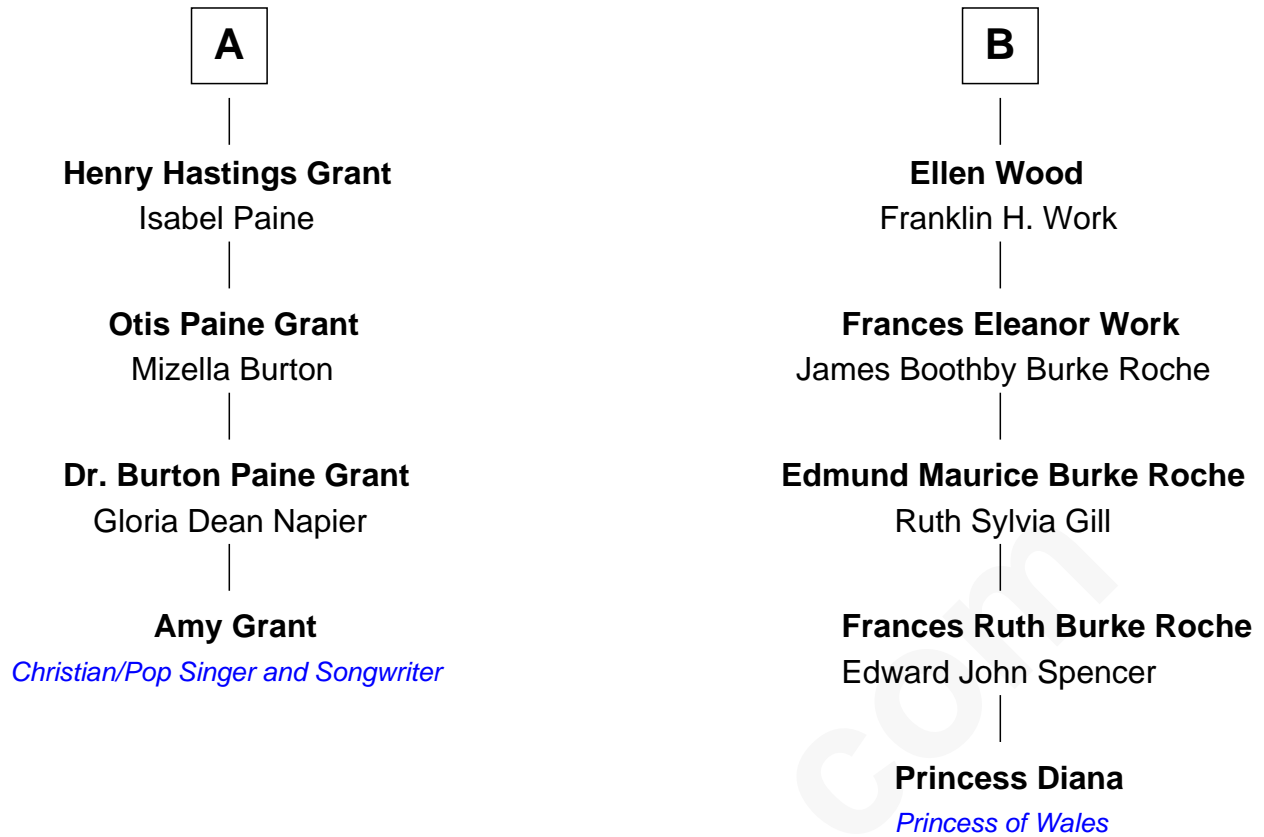 A
Henry Hastings Grant
Isabel Paine
Otis Paine Grant
Mizella Burton
Dr. Burton Paine Grant
Gloria Dean Napier
Amy Grant
Christian/Pop Singer and Songwriter
B
Ellen Wood
Franklin H. Work
Frances Eleanor Work
James Boothby Burke Roche
Edmund Maurice Burke Roche
Ruth Sylvia Gill
Frances Ruth Burke Roche
Edward John Spencer
Princess Diana
Princess of Wales
com